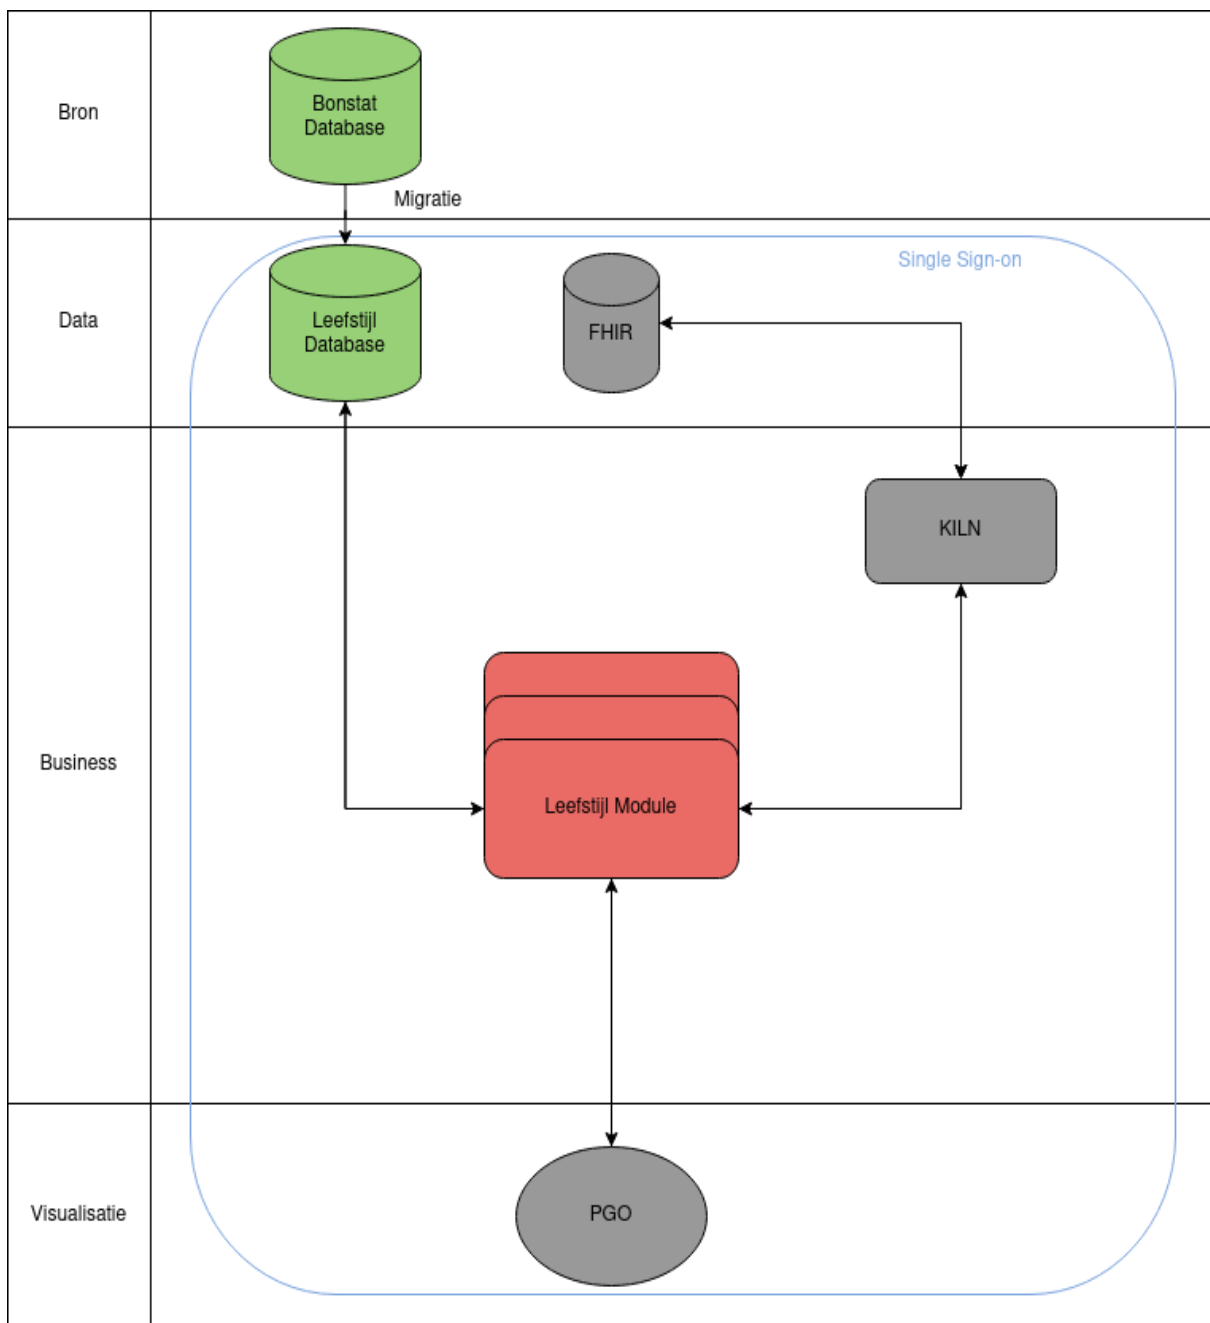 Bron
Bonstat
Database
Migratie
Data
Single Sign-on
Leefstijl
Database
FHIR
KILN
Business
Leefstijl Module
Visualisatie
PGO